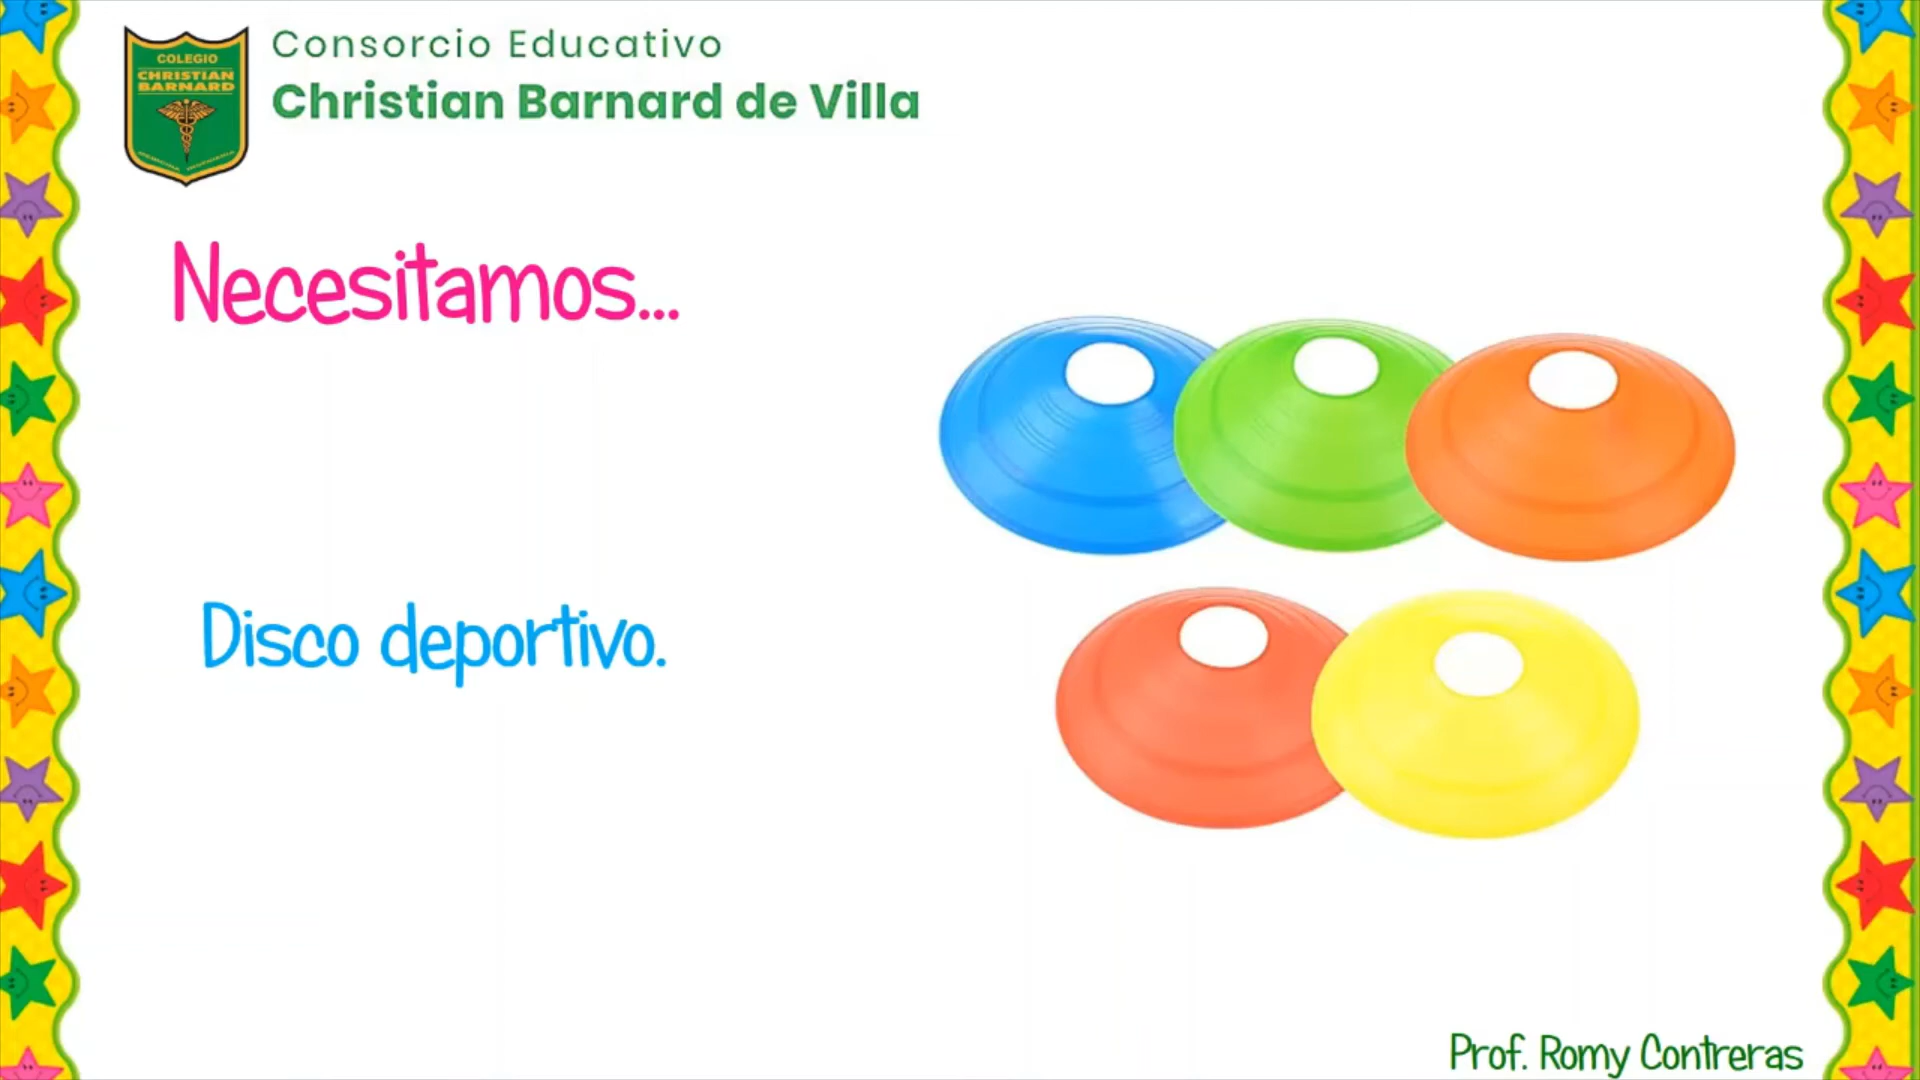 COLEGIO
CHRISTIAN
BARNARD
Consorcio Educativo
Christian Barnard de Villa
Necesitamos...
Disco deportivo.
Prof. Romy Contreras